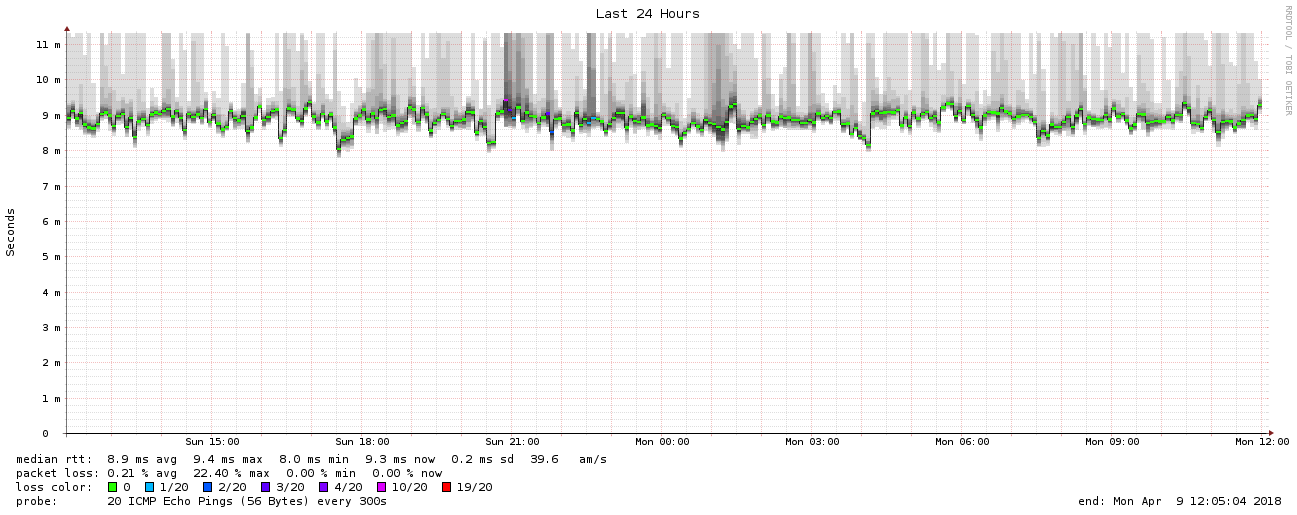 Last 24 Hours
RRDTOOL / TOBI OETIKER
Seconds
11 m
10 m
9 m
8 m
7 m
6 m
5 m
4 m
3 m
2 m
1 m
0
Sun 15:00 Sun 18:00 Sun 21:00 Mon 00:00 Mon 03:00 Mon 06:00 Mon 09:00 Mon 12:00
median rtt: 8.9 ms avg 9.4 ms max 8.0 ms min 9.3 ms now 0.2 ms sd 39.6 am/s
packet loss: 0.21 % avg 22.40 % max 0.00 % min 0.00 % now
loss color: 0 1/20 2/20 3/20 4/20 10/20 19/20
probe: 20 ICMP Echo Pings (56 Bytes) every 300s end: Mon Apr 9 12:05:04 2018